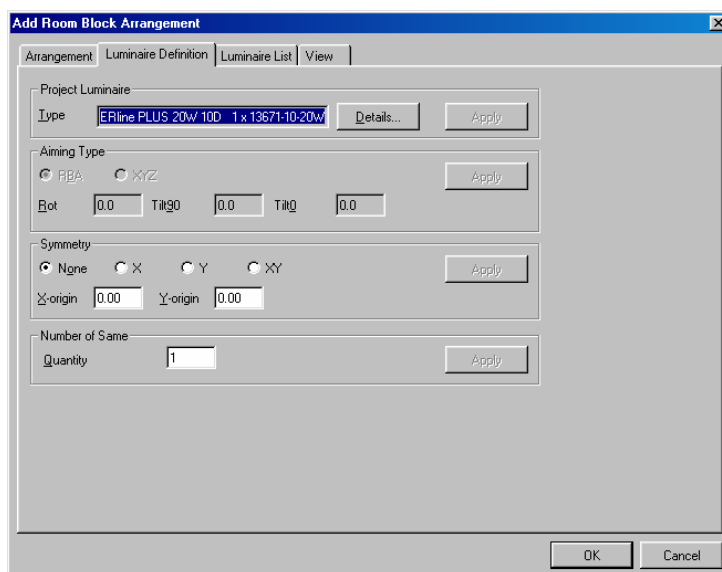 Add Room Block Arrangement
Arrangement Luminaire Definition Luminaire List View
Project Luminaire
Type ERline PLUS 20W 10D 1 x 13671-10-20W Details... Apply
Aiming Type
RBA XYZ Apply
Rot 0.0 Tilt90 0.0 Tilt0 0.0
Symmetry
None X Y XY Apply
X-origin 0.00 Y-origin 0.00
Number of Same
Quantity 1 Apply
OK Cancel